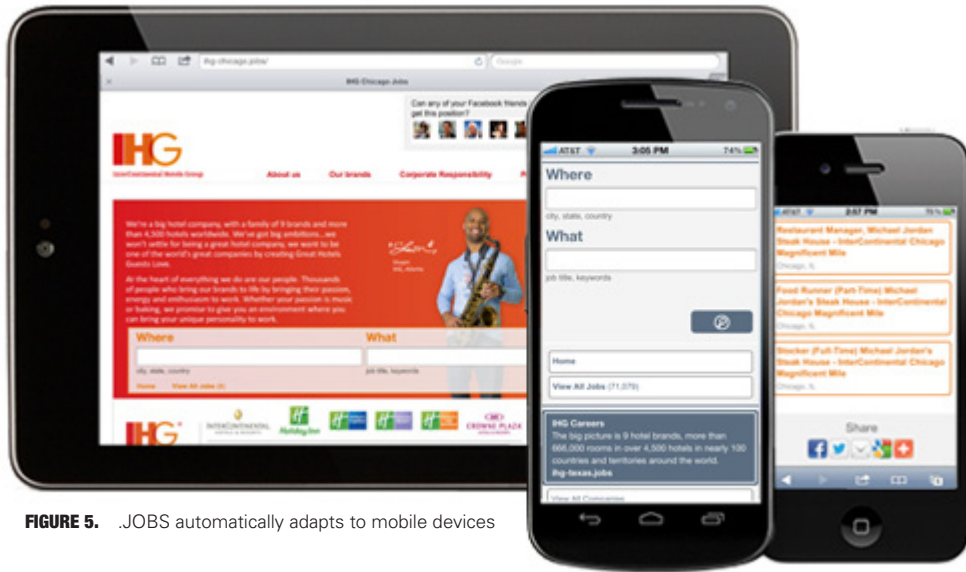 ihg-chicago.jobs/
Google
IHG Chicago Jobs
Can any of your Facebook friends
get this position?
IHG
InterContinental Hotels Group
About us Our brands Corporate Responsibility
We're a big hotel company, with a family of 9 brands and more
than 4,500 hotels worldwide. We've got big ambitions...we
won't settle for being a great hotel company, we want to be
one of the world's great companies by creating Great Hotels
Guests Love.
At the heart of everything we do are our people. Thousands
of people who bring our brands to life by bringing their passion,
energy and enthusiasm to work. Whether your passion is music
or baking, we promise to give you an environment where you
can bring your unique personality to work.
Where What
city, state, country job title, keywords
Home View All Jobs
IHG
INTERCONTINENTAL
HOTELS & RESORTS
Holiday Inn
CROWNE PLAZA
AT&T 3:05 PM 74%
Where
city, state, country
What
job title, keywords
Home
View All Jobs (71,079)
IHG Careers
The big picture is 9 hotel brands, more than
666,000 rooms in over 4,500 hotels in nearly 100
countries and territories around the world.
ihg-texas.jobs
View All Companies
AT&T 2:57 PM
Restaurant Manager, Michael Jordan
Steak House - InterContinental Chicago
Magnificent Mile
Chicago, IL
Food Runner (Part-Time) Michael
Jordan's Steak House - InterContinental
Chicago Magnificent Mile
Chicago, IL
Stocker (Full-Time) Michael Jordan's
Steak House - InterContinental Chicago
Magnificent Mile
Chicago, IL
Share
FIGURE 5. .JOBS automatically adapts to mobile devices